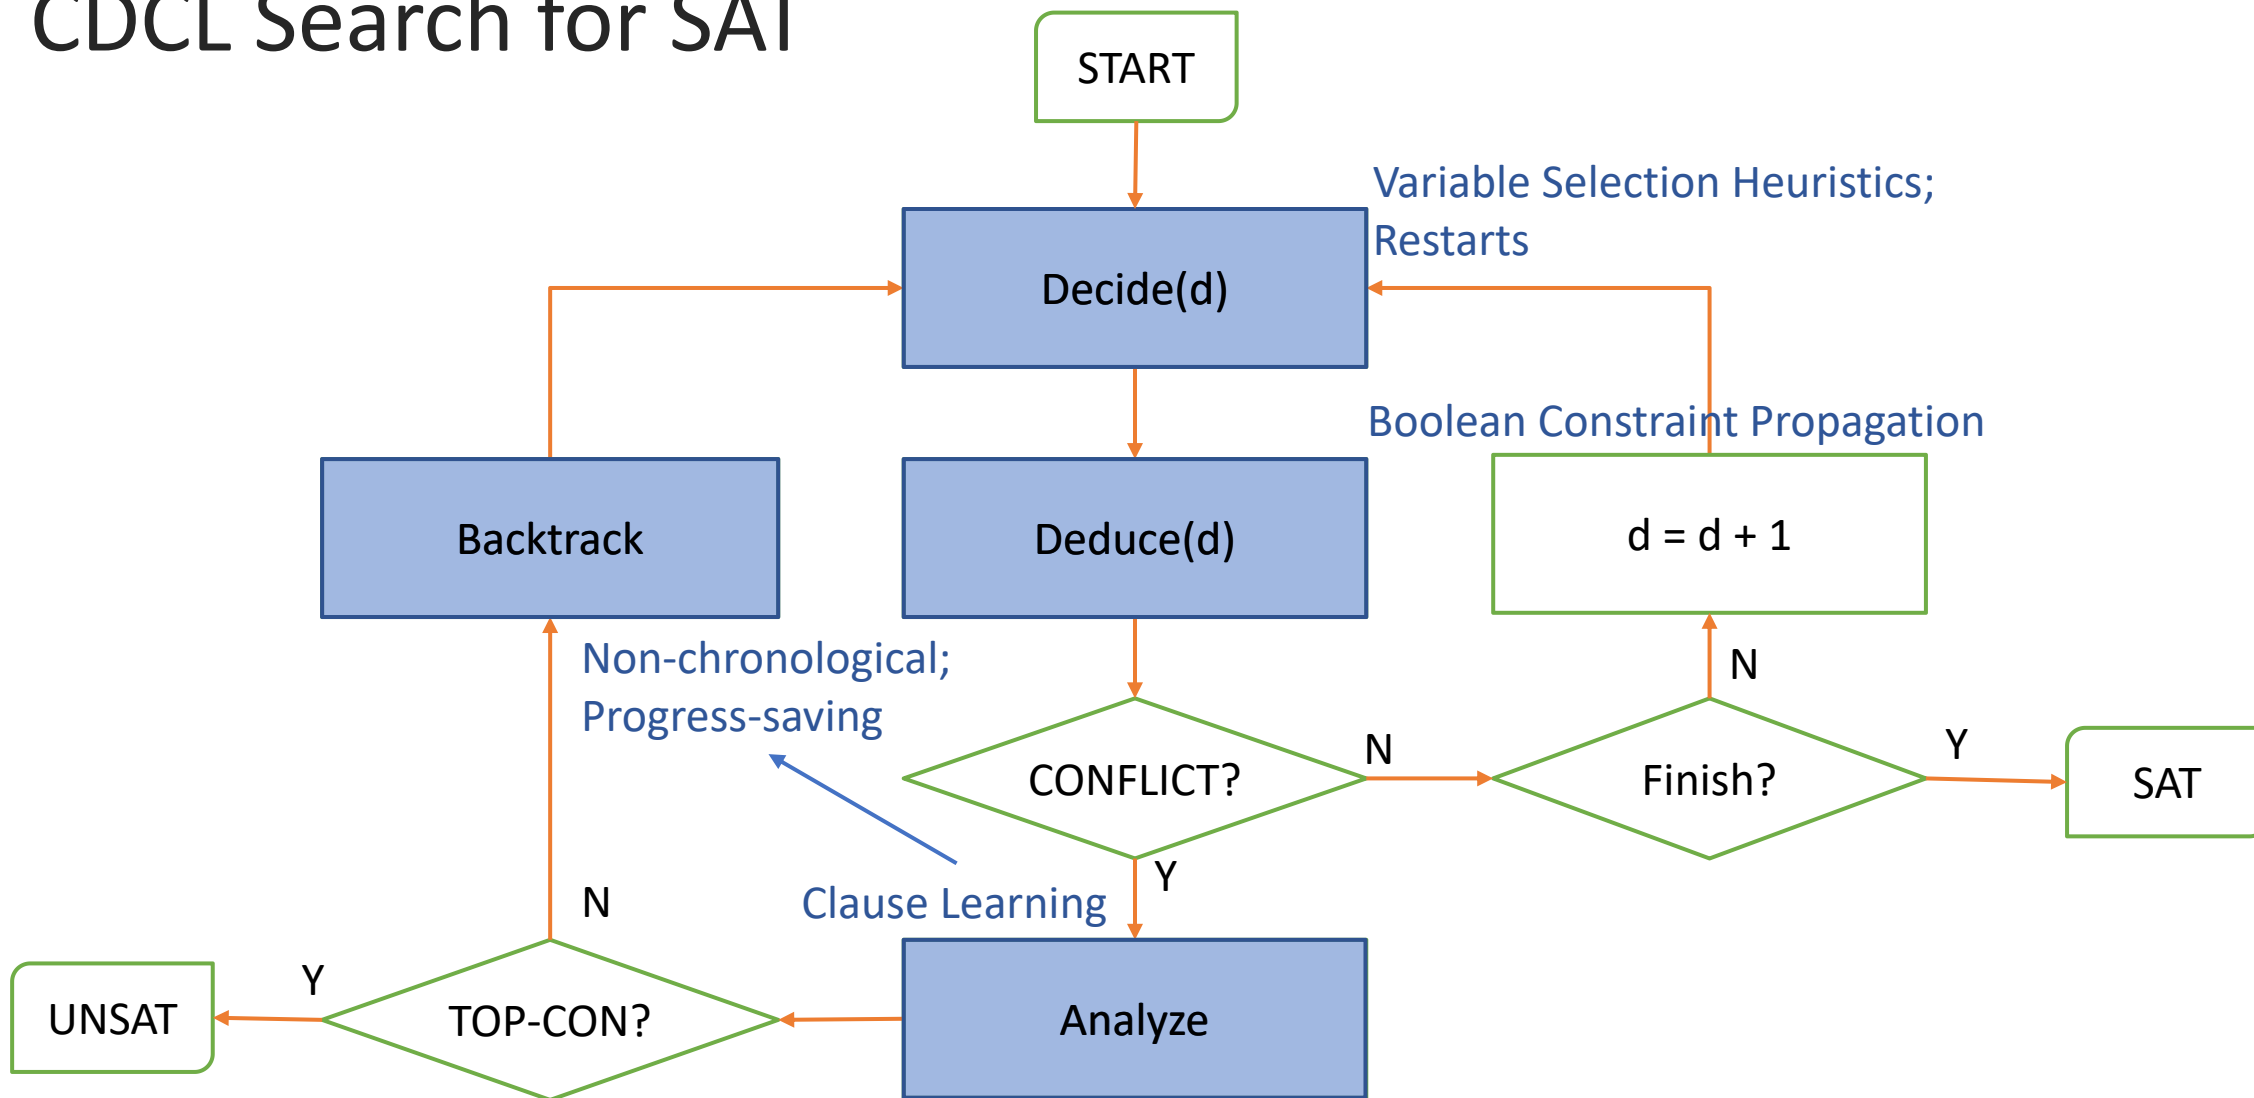 CDCL Search for SAT
START
Variable Selection Heuristics;
Restarts
Decide(d)
Boolean Constraint Propagation
Backtrack
Deduce(d)
d = d + 1
Non-chronological;
Progress-saving
N
N
Y
CONFLICT?
Finish?
SAT
Y
Clause Learning
N
Y
UNSAT
TOP-CON?
Analyze